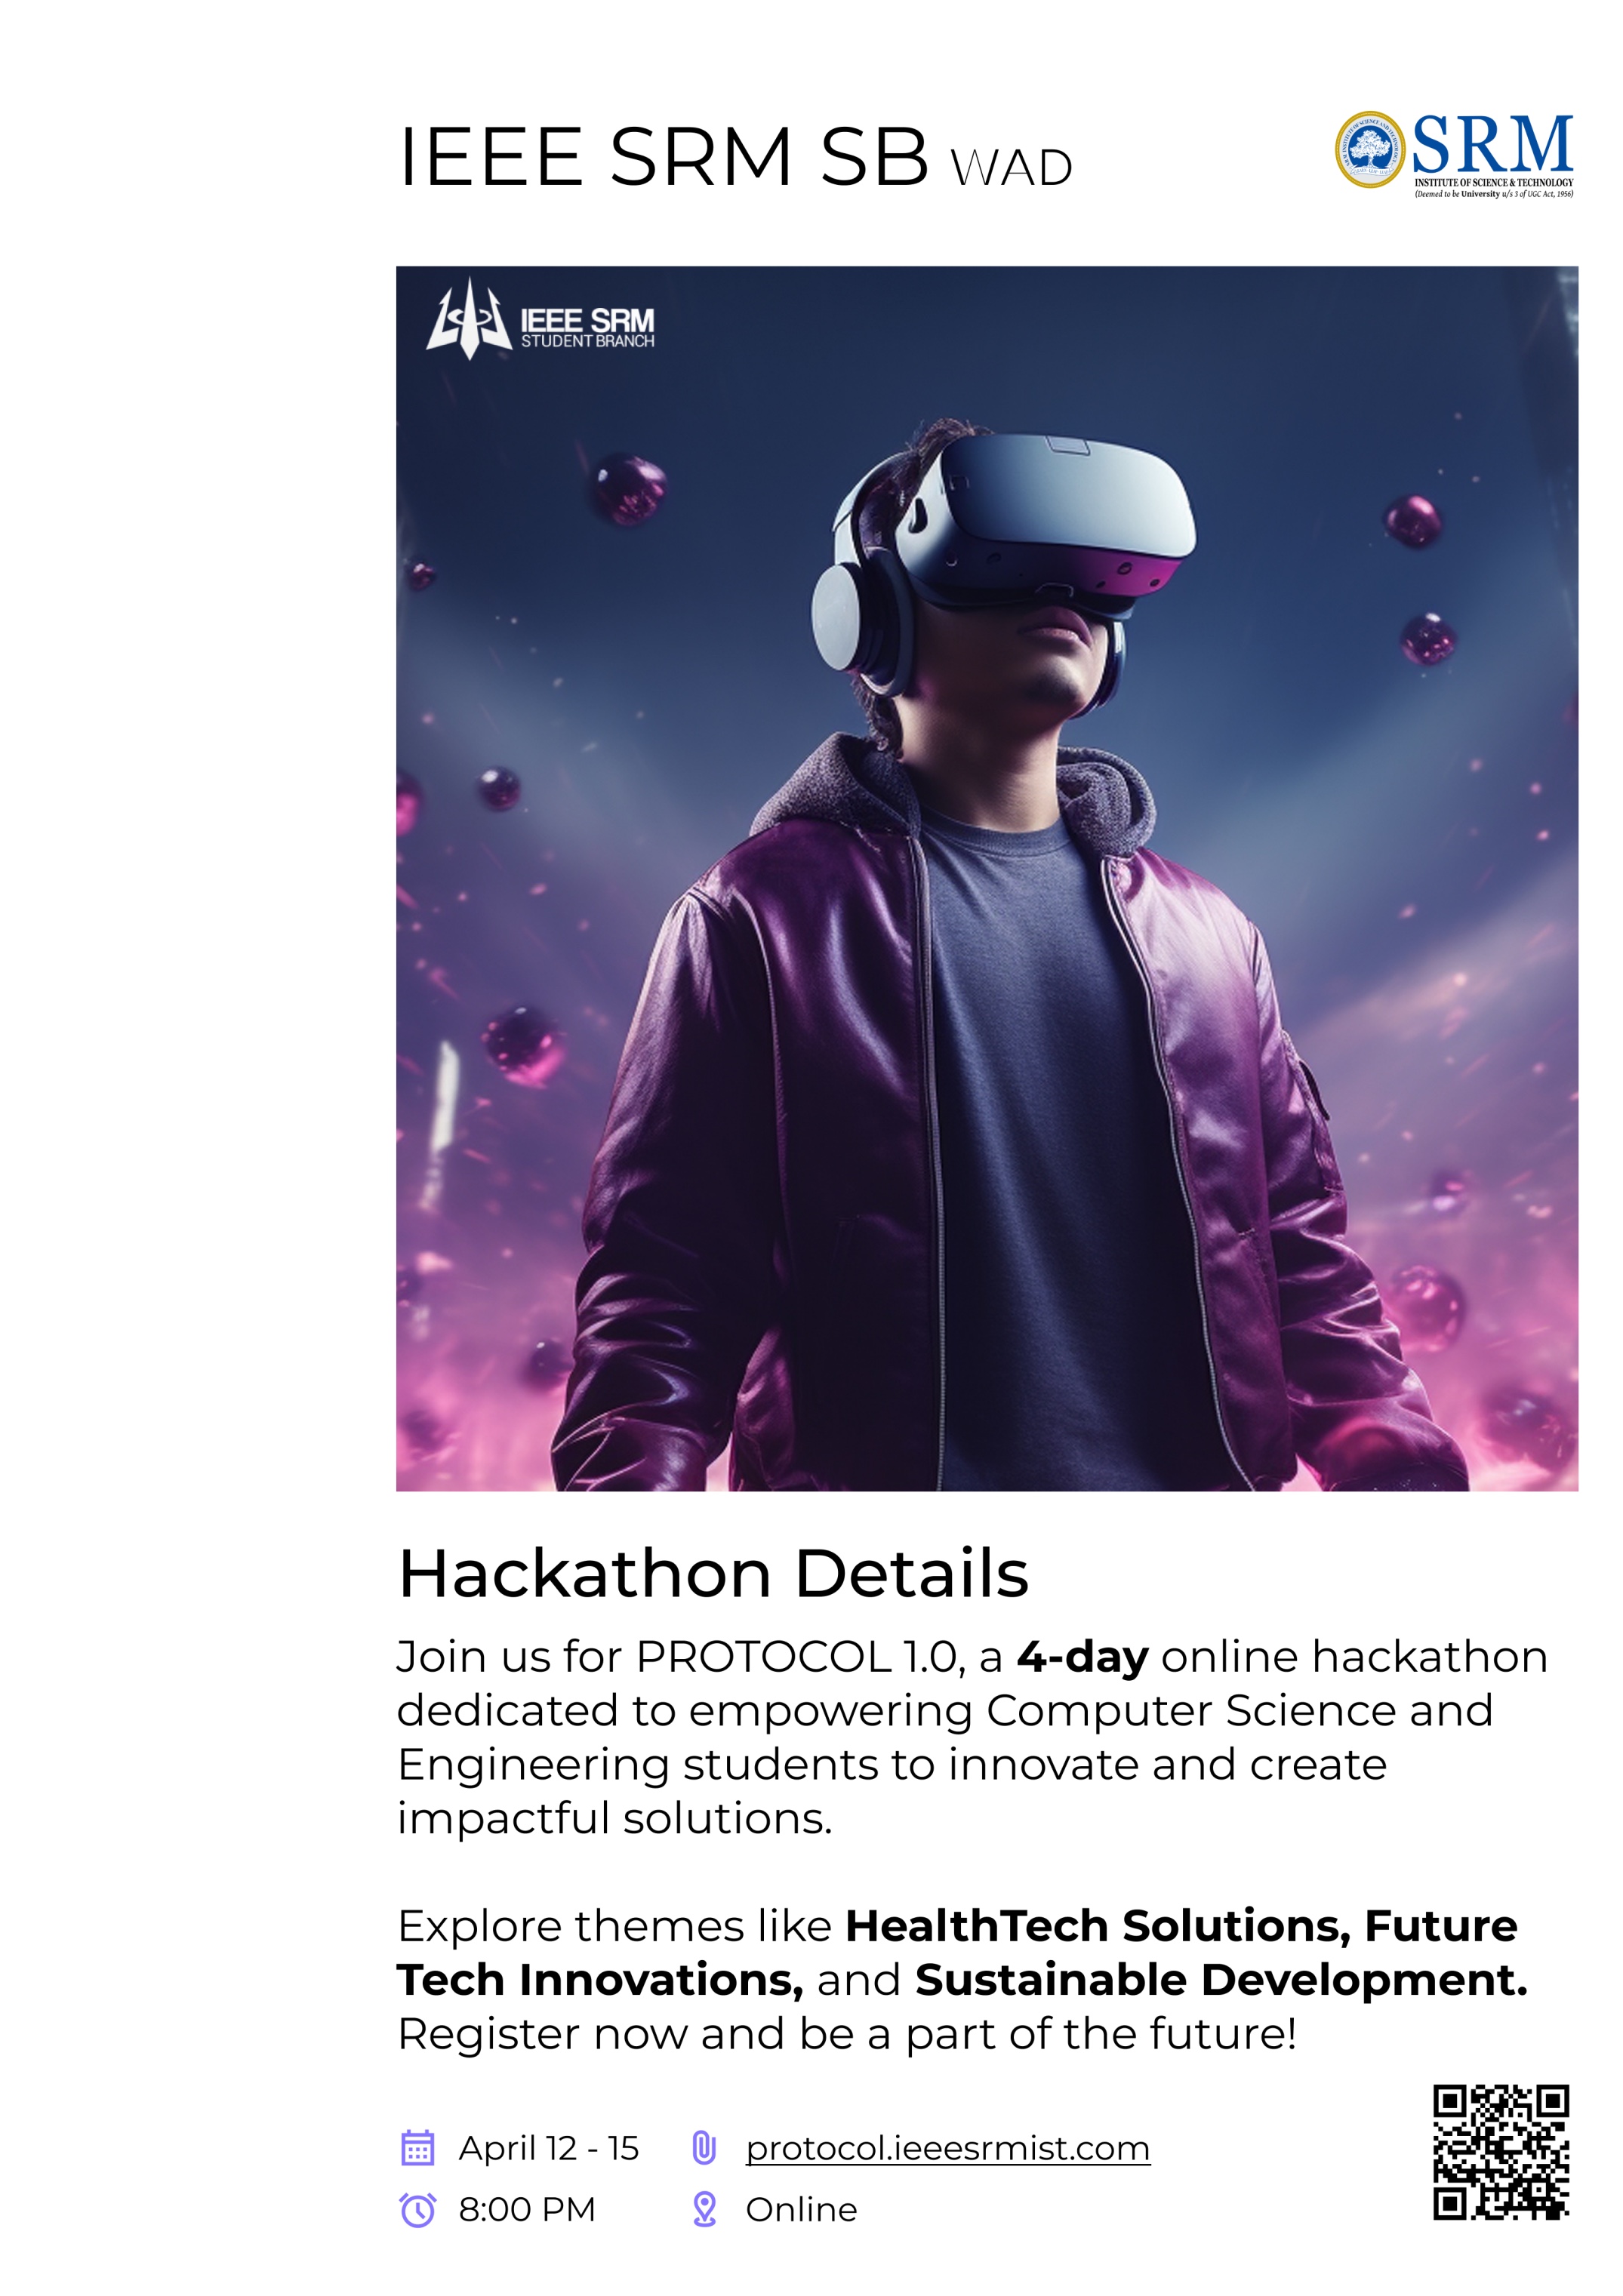 IEEE SRM SB WAD
SRM
INSTITUTE OF SCIENCE & TECHNOLOGY
(Deemed to be University u/s 3 of UGC Act, 1956)
IEEE SRM
STUDENT BRANCH
Hackathon Details
Join us for PROTOCOL 1.0, a 4-day online hackathon
dedicated to empowering Computer Science and
Engineering students to innovate and create
impactful solutions.
Explore themes like HealthTech Solutions, Future
Tech Innovations, and Sustainable Development.
Register now and be a part of the future!
April 12 - 15
protocol.ieeesrmist.com
8:00 PM
Online